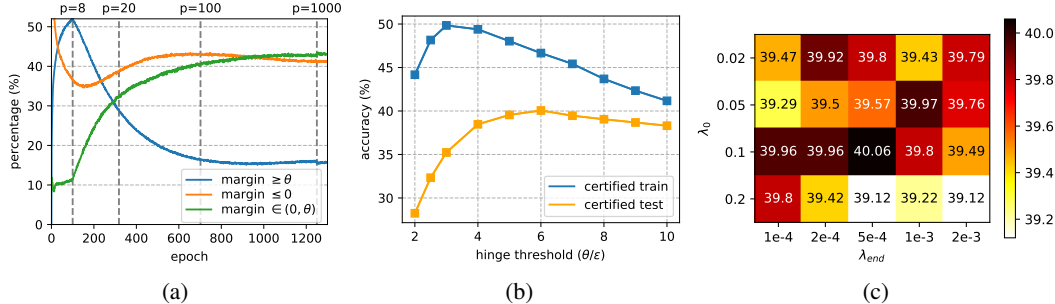 p=8 p=20 p=100 p=1000
percentage (%)
50
40
30
20
10
0
margin ≥ θ
margin ≤ 0
margin ∈ (0, θ)
0 200 400 600 800 1000 1200
epoch
(a)
accuracy (%)
50
45
40
35
30
certified train
certified test
2 3 4 5 6 7 8 9 10
hinge threshold (θ/ε)
(b)
λ0
0.02 39.47 39.92 39.8 39.43 39.79
0.05 39.29 39.5 39.57 39.97 39.76
0.1 39.96 39.96 40.06 39.8 39.49
0.2 39.8 39.42 39.12 39.22 39.12
1e-4 2e-4 5e-4 1e-3 2e-3
λend
40.0
39.8
39.6
39.4
39.2
(c)